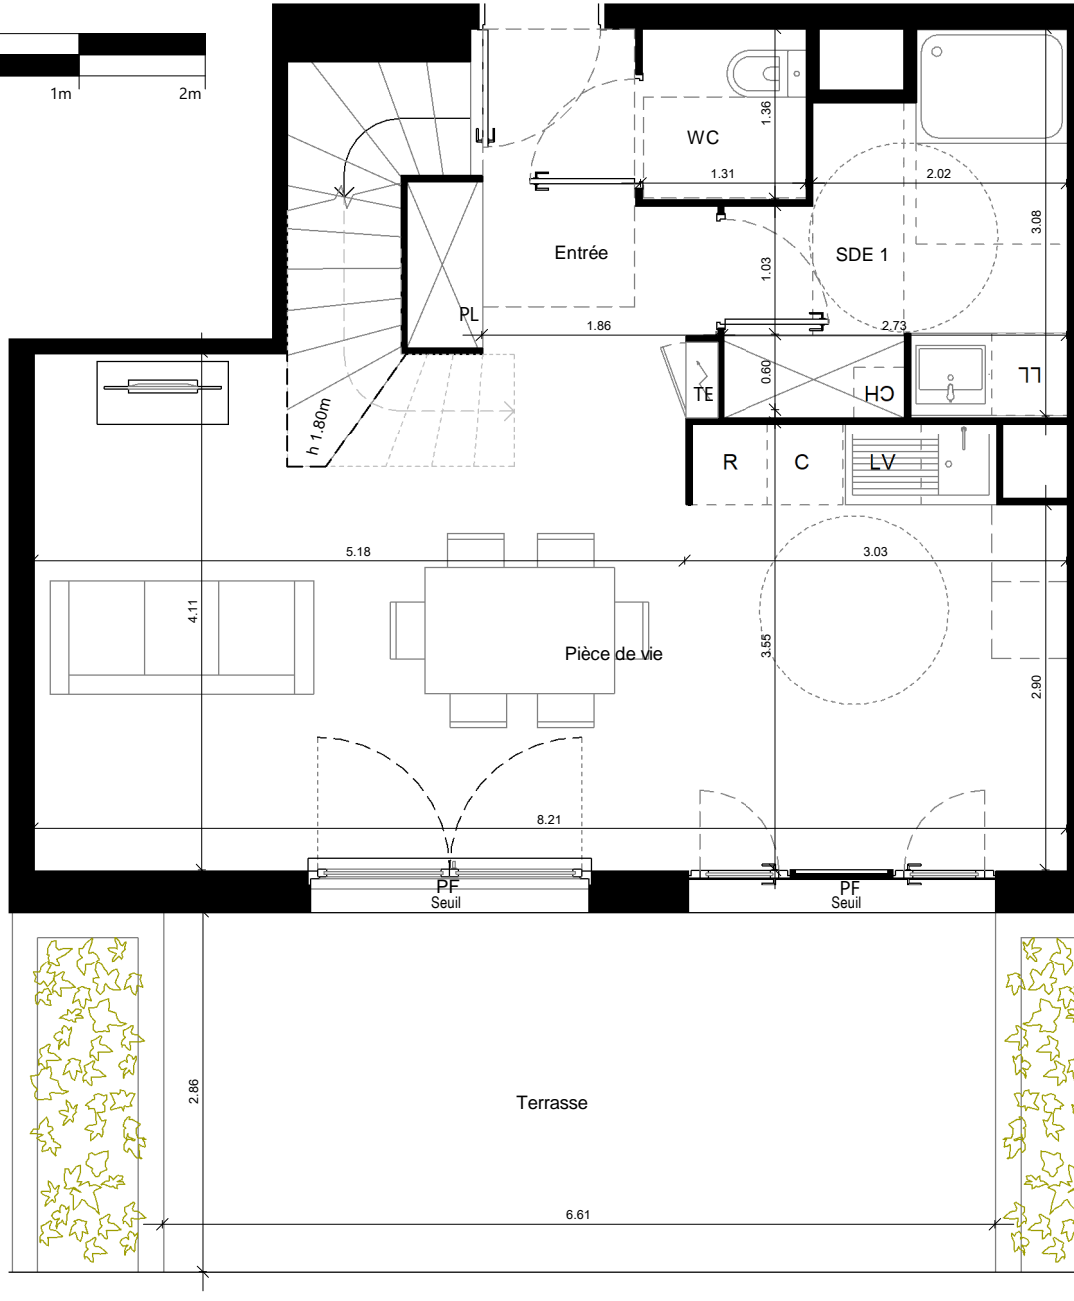 1m
2m
WC
1.36
1.31
2.02
3.08
Entrée
SDE 1
1.03
PL
1.86
2.73
0.60
TE
CH
LL
h 1.80m
R
C
LV
5.18
3.03
4.11
3.55
Pièce de vie
2.90
8.21
PF
Seuil
PF
Seuil
2.86
Terrasse
6.61